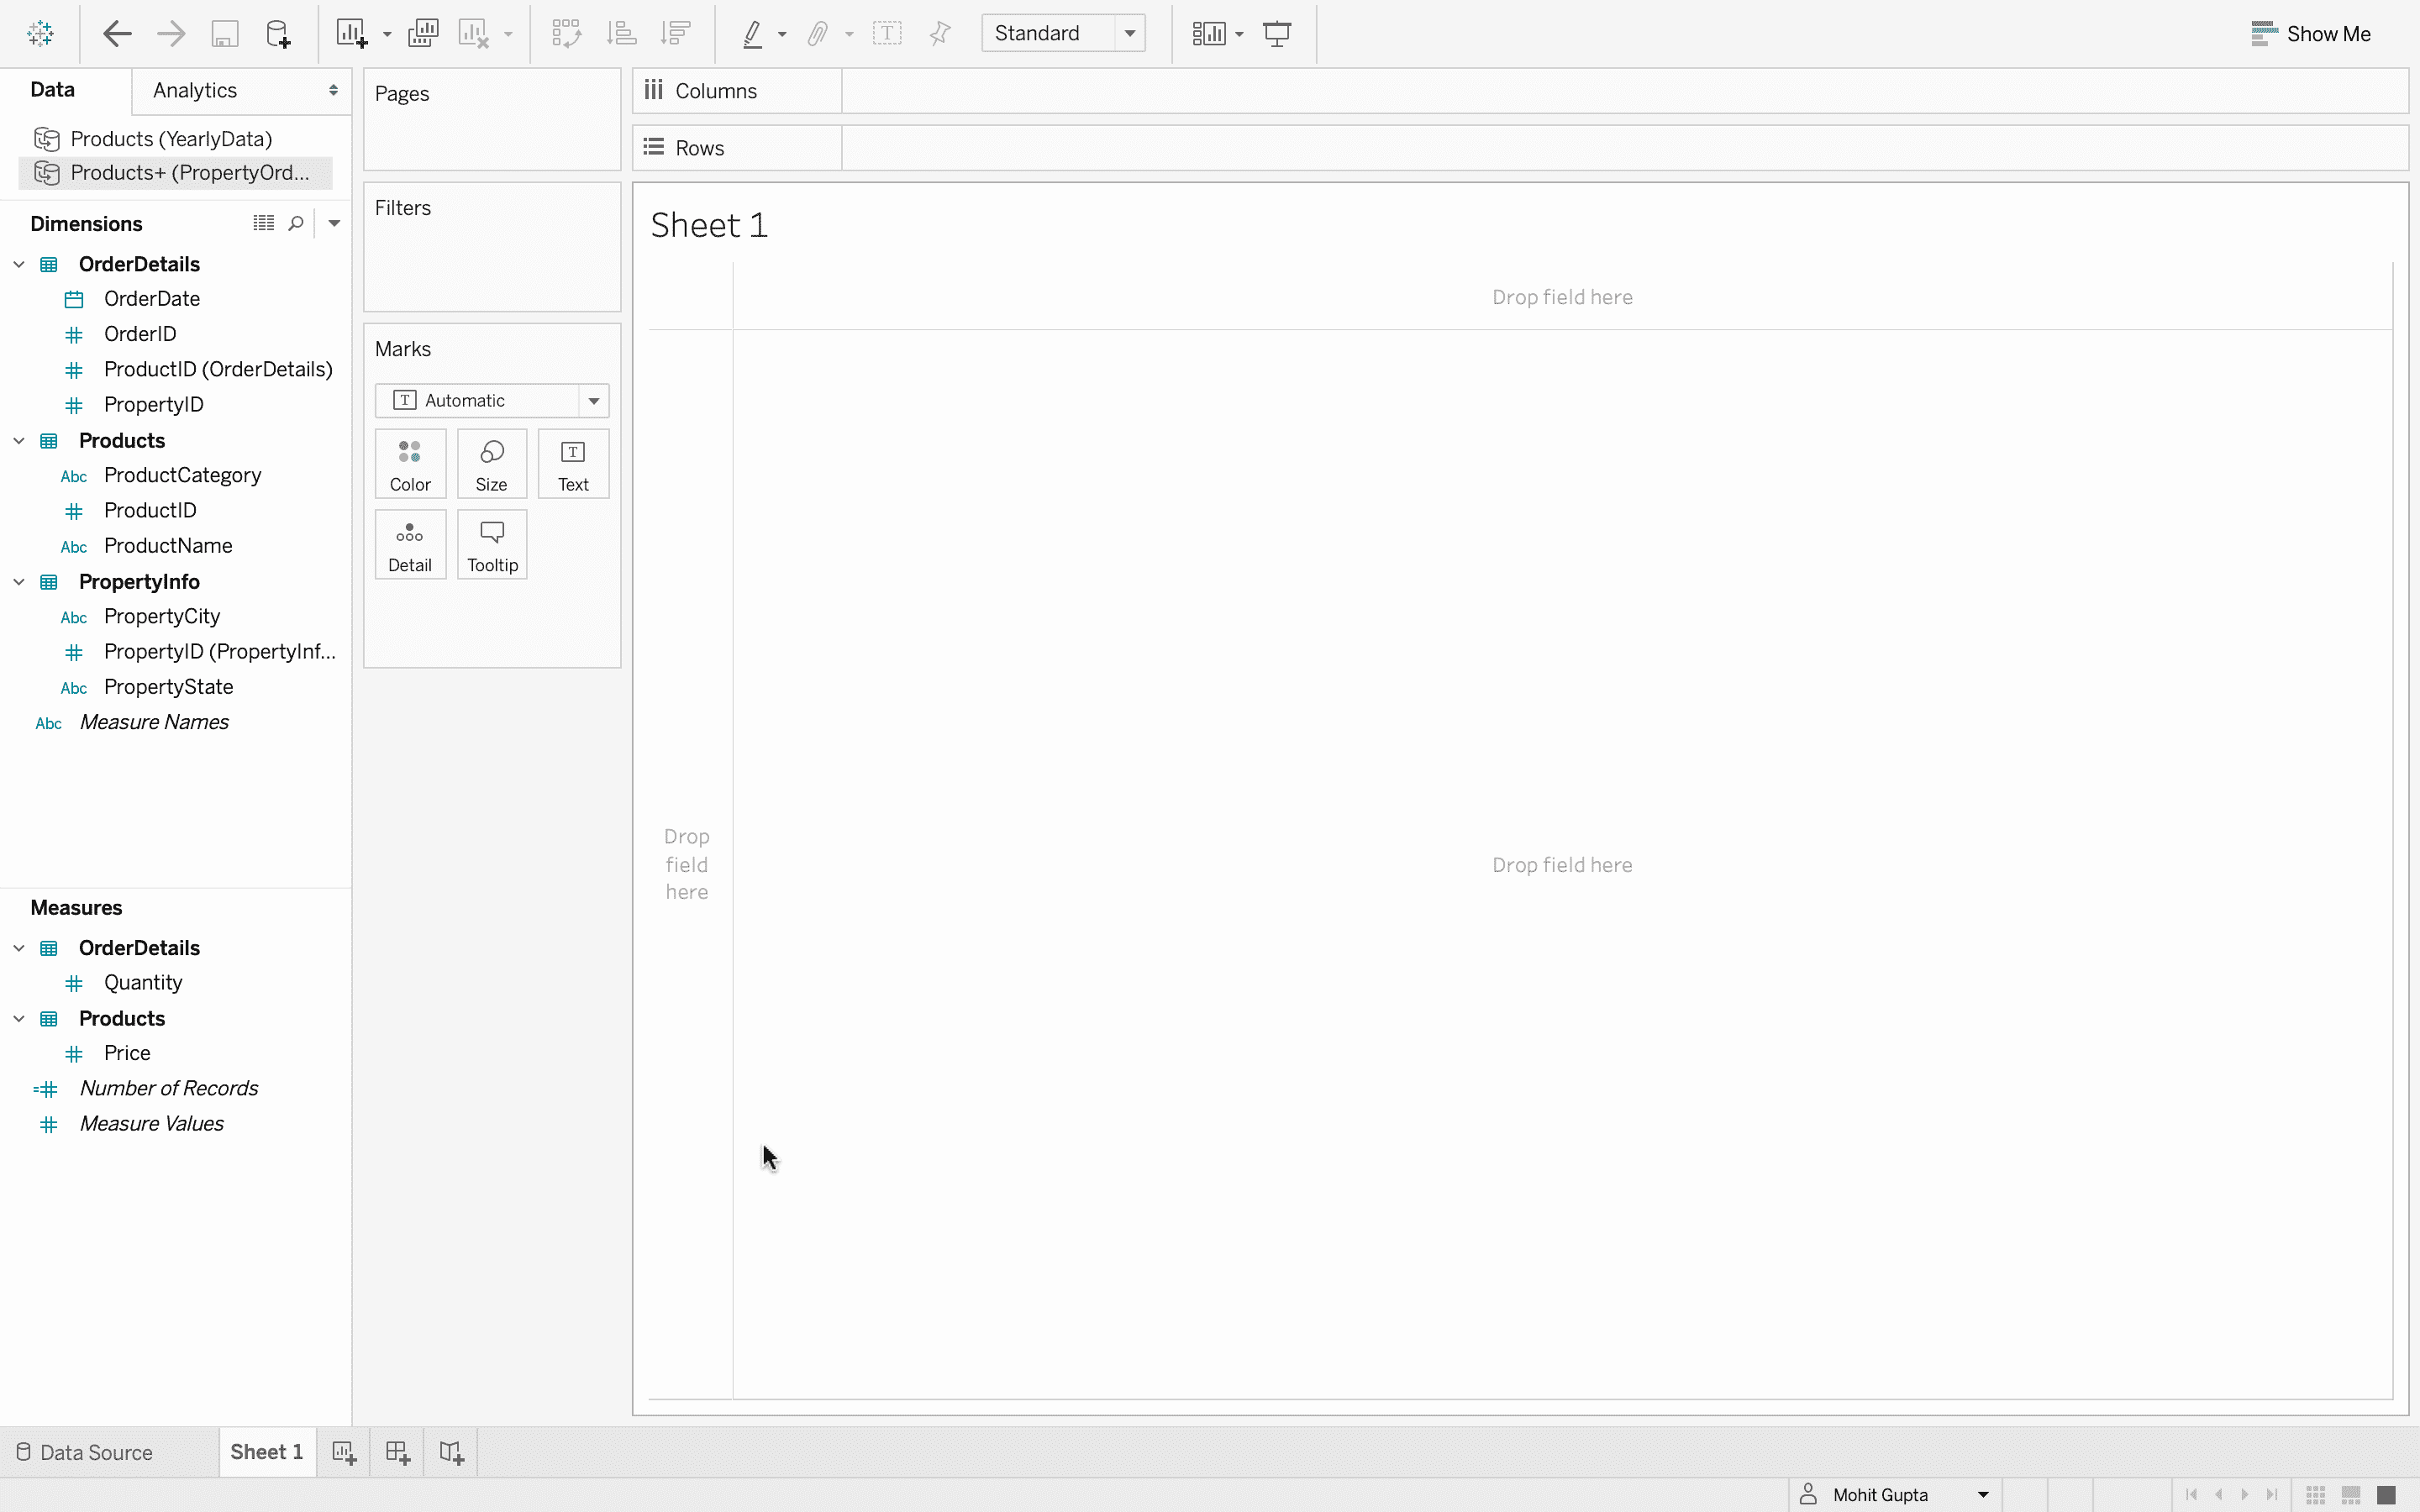 Standard
Show Me
Data
Analytics
Products (YearlyData)
Products+ (PropertyOrd...
Dimensions
OrderDetails
OrderDate
OrderID
ProductID (OrderDetails)
PropertyID
Products
Abc ProductCategory
ProductID
Abc ProductName
PropertyInfo
Abc PropertyCity
PropertyID (PropertyInf...
Abc PropertyState
Abc Measure Names
Measures
OrderDetails
Quantity
Products
Price
Number of Records
Measure Values
Pages
Filters
Marks
T Automatic
Color
Size
T
Text
Detail
Tooltip
Columns
Rows
Sheet 1
Drop field here
Drop
field
here
Drop field here
Data Source
Sheet 1
Mohit Gupta